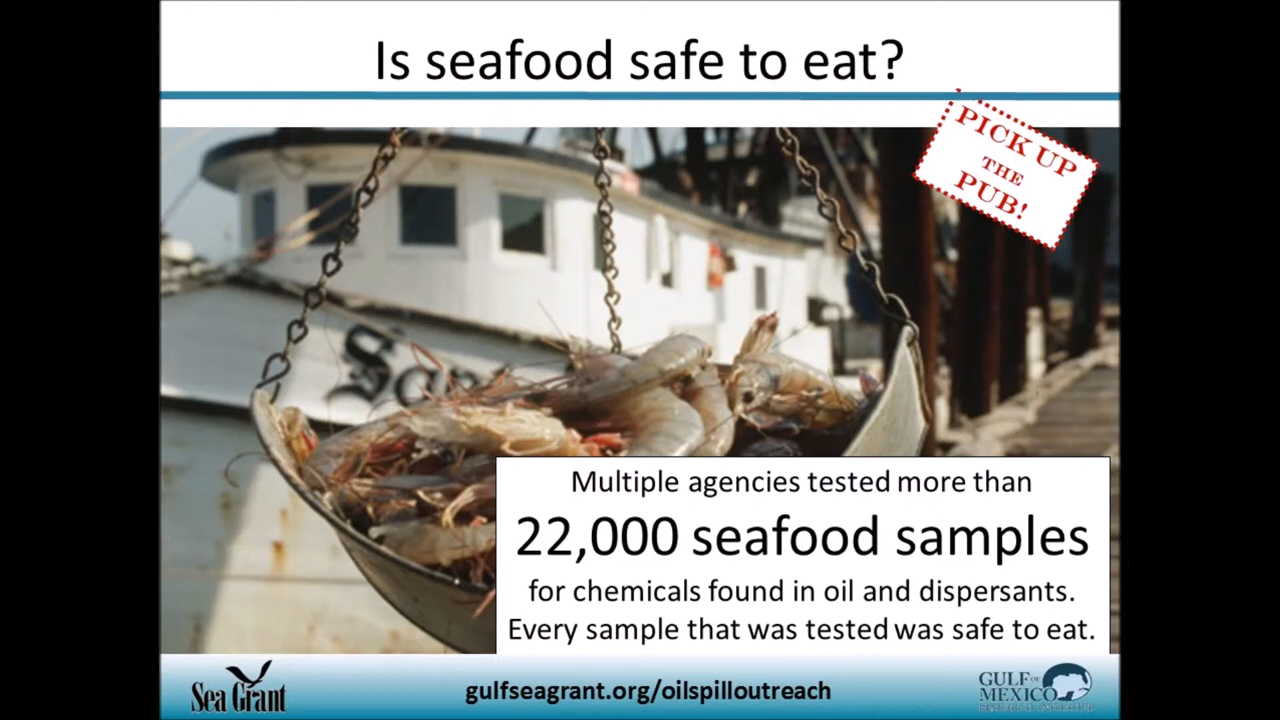 Is seafood safe to eat?
PICK UP
THE
PUB!
Multiple agencies tested more than
22,000 seafood samples
for chemicals found in oil and dispersants.
Every sample that was tested was safe to eat.
Sea Grant
gulfseagrant.org/oilspilloutreach
GULF OF
MEXICO
RESEARCH INITIATIVE